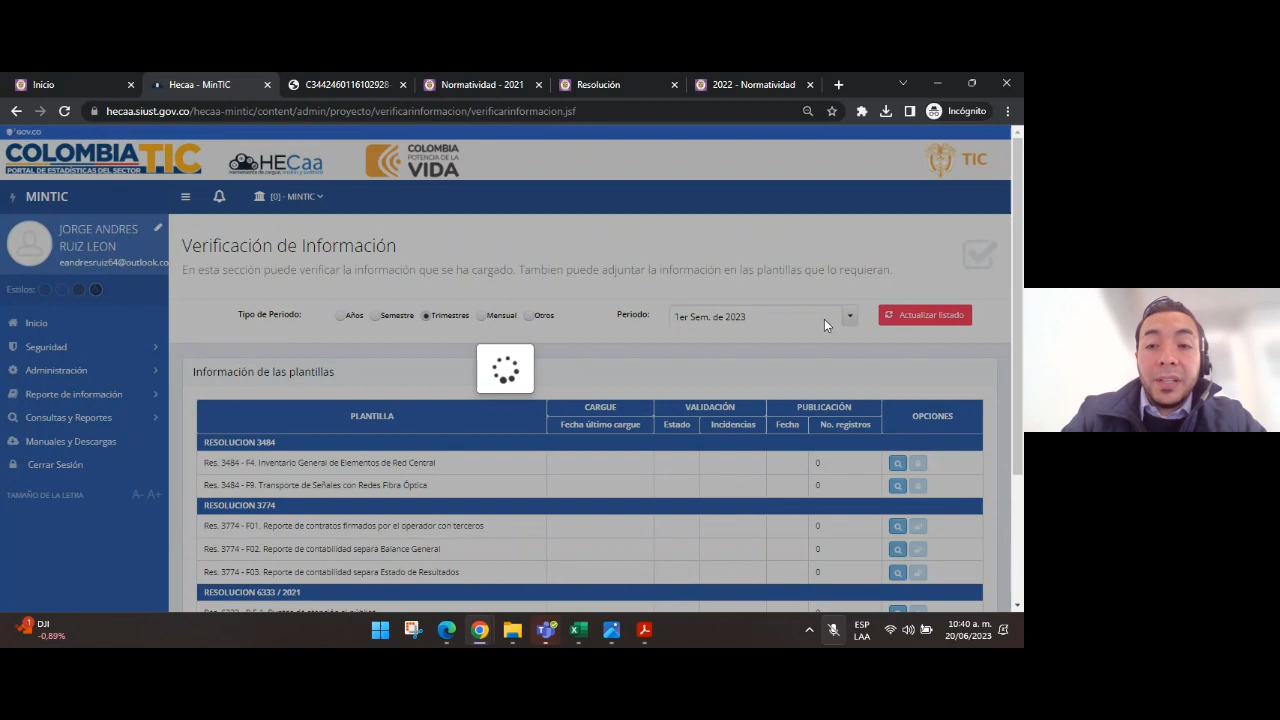 Inicio
Hecaa - MinTIC
C3442460116102928-
Normatividad - 2021
Resolución
2022 - Normatividad
hecaa.siust.gov.co/hecaa-mintic/content/admin/proyecto/verificarinformacion/verificarinformacion.jsf
Incógnito
GOV.CO
COLOMBIA TIC
PORTAL DE ESTADÍSTICAS DEL SECTOR
HECaa
COLOMBIA
POTENCIA DE LA
VIDA
TIC
MINTIC
[0] - MINTIC
JORGE ANDRES
RUIZ LEON
eandresruiz64@outlook.co
Estilos:
Inicio
Seguridad
Administración
Reporte de información
Consultas y Reportes
Manuales y Descargas
Cerrar Sesión
TAMAÑO DE LA LETRA A- A+
Verificación de Información
En esta sección puede verificar la información que se ha cargado. Tambien puede adjuntar la información en las plantillas que lo requieran.
Tipo de Periodo: Años Semestre Trimestres Mensual Otros Periodo: 1er Sem. de 2023 Actualizar listado
Información de las plantillas
PLANTILLA CARGUE VALIDACIÓN PUBLICACIÓN OPCIONES
Fecha último cargue Estado Incidencias Fecha No. registros
RESOLUCION 3484
Res. 3484 - F4. Inventario General de Elementos de Red Central 0
Res. 3484 - F9. Transporte de Señales con Redes Fibra Óptica 0
RESOLUCION 3774
Res. 3774 - F01. Reporte de contratos firmados por el operador con terceros 0
Res. 3774 - F02. Reporte de contabilidad separa Balance General 0
Res. 3774 - F03. Reporte de contabilidad separa Estado de Resultados 0
RESOLUCION 6333 / 2021
1
DJI
-0,89%
ESP
LAA
10:40 a. m.
20/06/2023